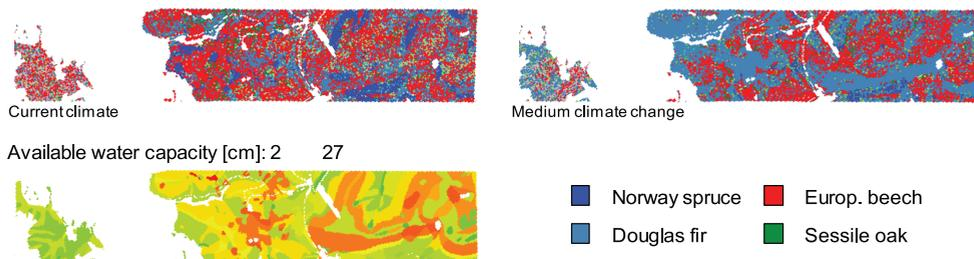 Current climate
Medium climate change
Available water capacity [cm]: 2 27
Norway spruce
Europ. beech
Douglas fir
Sessile oak